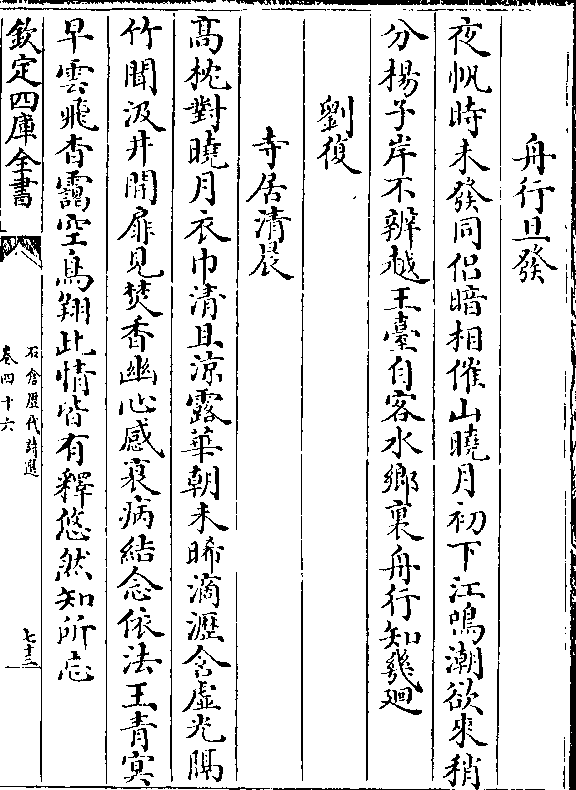 舟行旦發
夜帆時未發同侣暗相催山曉月初下江鳴潮欲來稍
分揚子岸不辨越王臺自客水鄉裏舟行知幾廻
劉復
寺居清晨
髙枕對曉月衣巾清且涼露華朝未晞滴瀝含虚光隔
竹聞汲井開扉見焚香幽心感衰病結念依法王青冥
早雲飛杳靄空鳥翔此情皆有釋悠然知所忘
欽定四庫全書
石倉歴代詩選
卷四十六
七十三